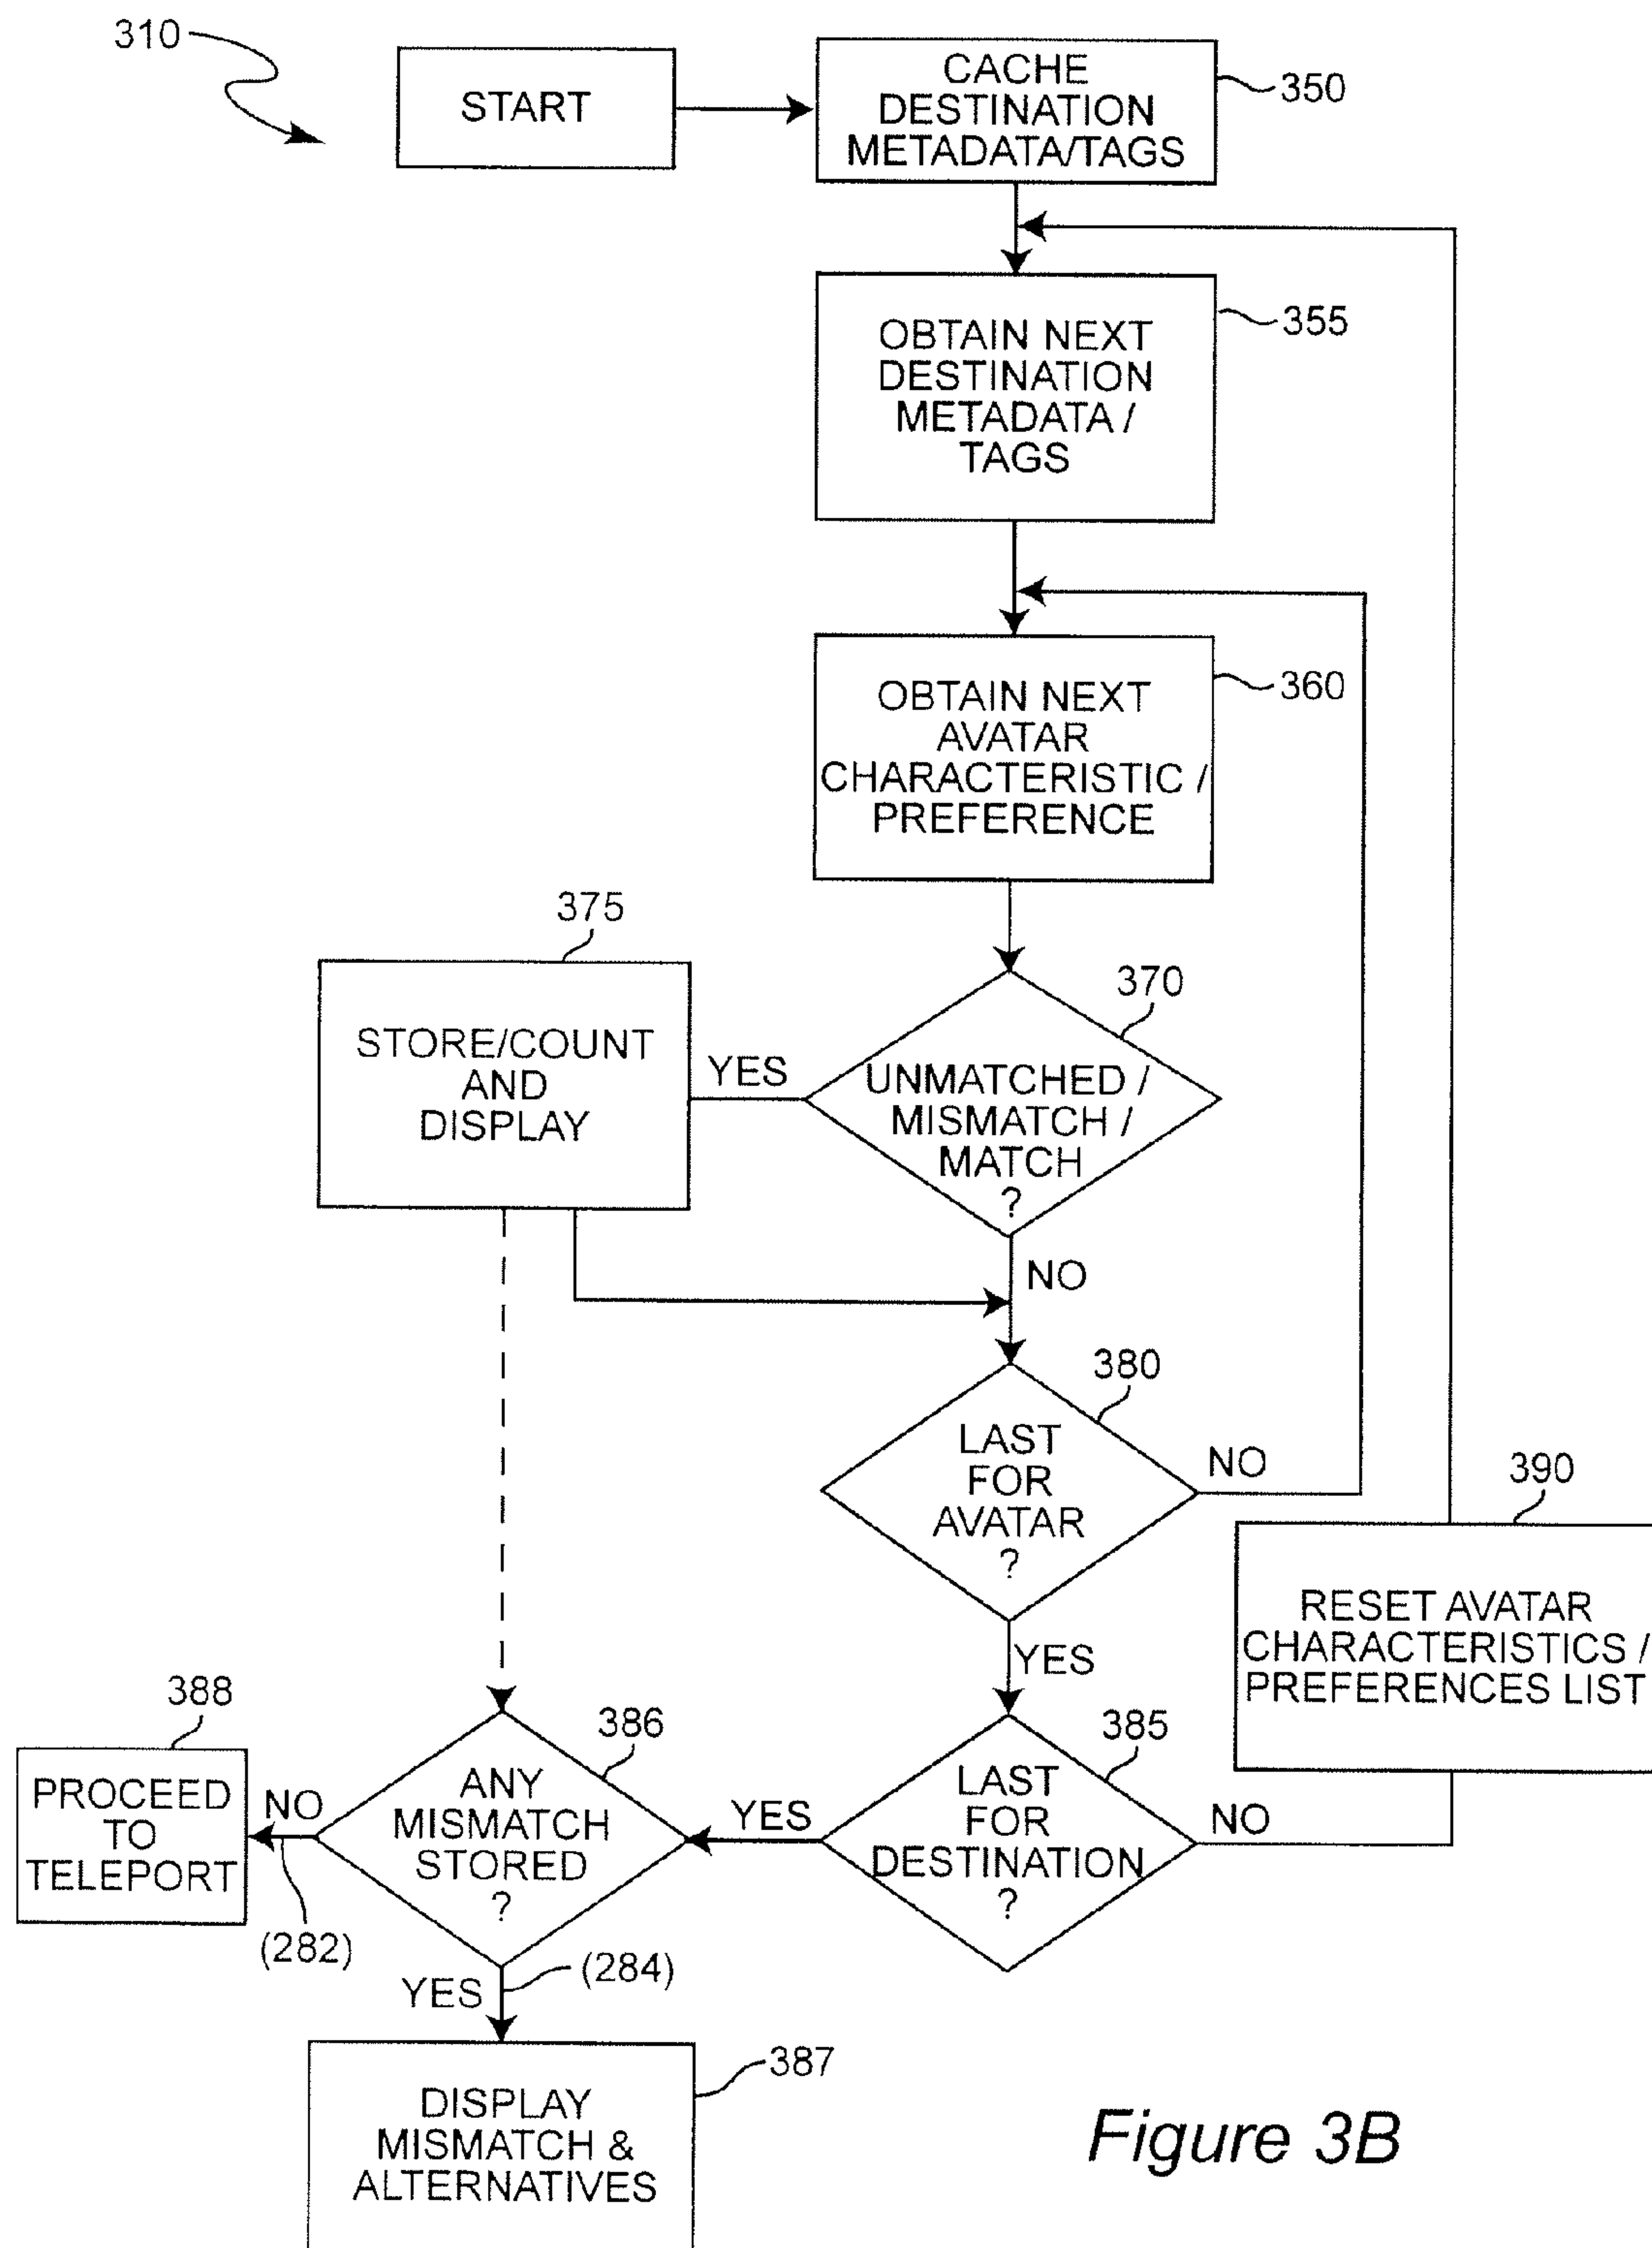 310
START
CACHE
DESTINATION
METADATA/TAGS
350
OBTAIN NEXT
DESTINATION
METADATA /
TAGS
355
OBTAIN NEXT
AVATAR
CHARACTERISTIC /
PREFERENCE
360
375
STORE/COUNT
AND
DISPLAY
YES
370
UNMATCHED /
MISMATCH /
MATCH
?
NO
380
LAST
FOR
AVATAR
?
NO
390
RESET AVATAR
CHARACTERISTICS /
PREFERENCES LIST
YES
388
PROCEED
TO
TELEPORT
NO
(282)
386
ANY
MISMATCH
STORED
?
YES
385
LAST
FOR
DESTINATION
?
NO
YES
(284)
387
DISPLAY
MISMATCH &
ALTERNATIVES
Figure 3B